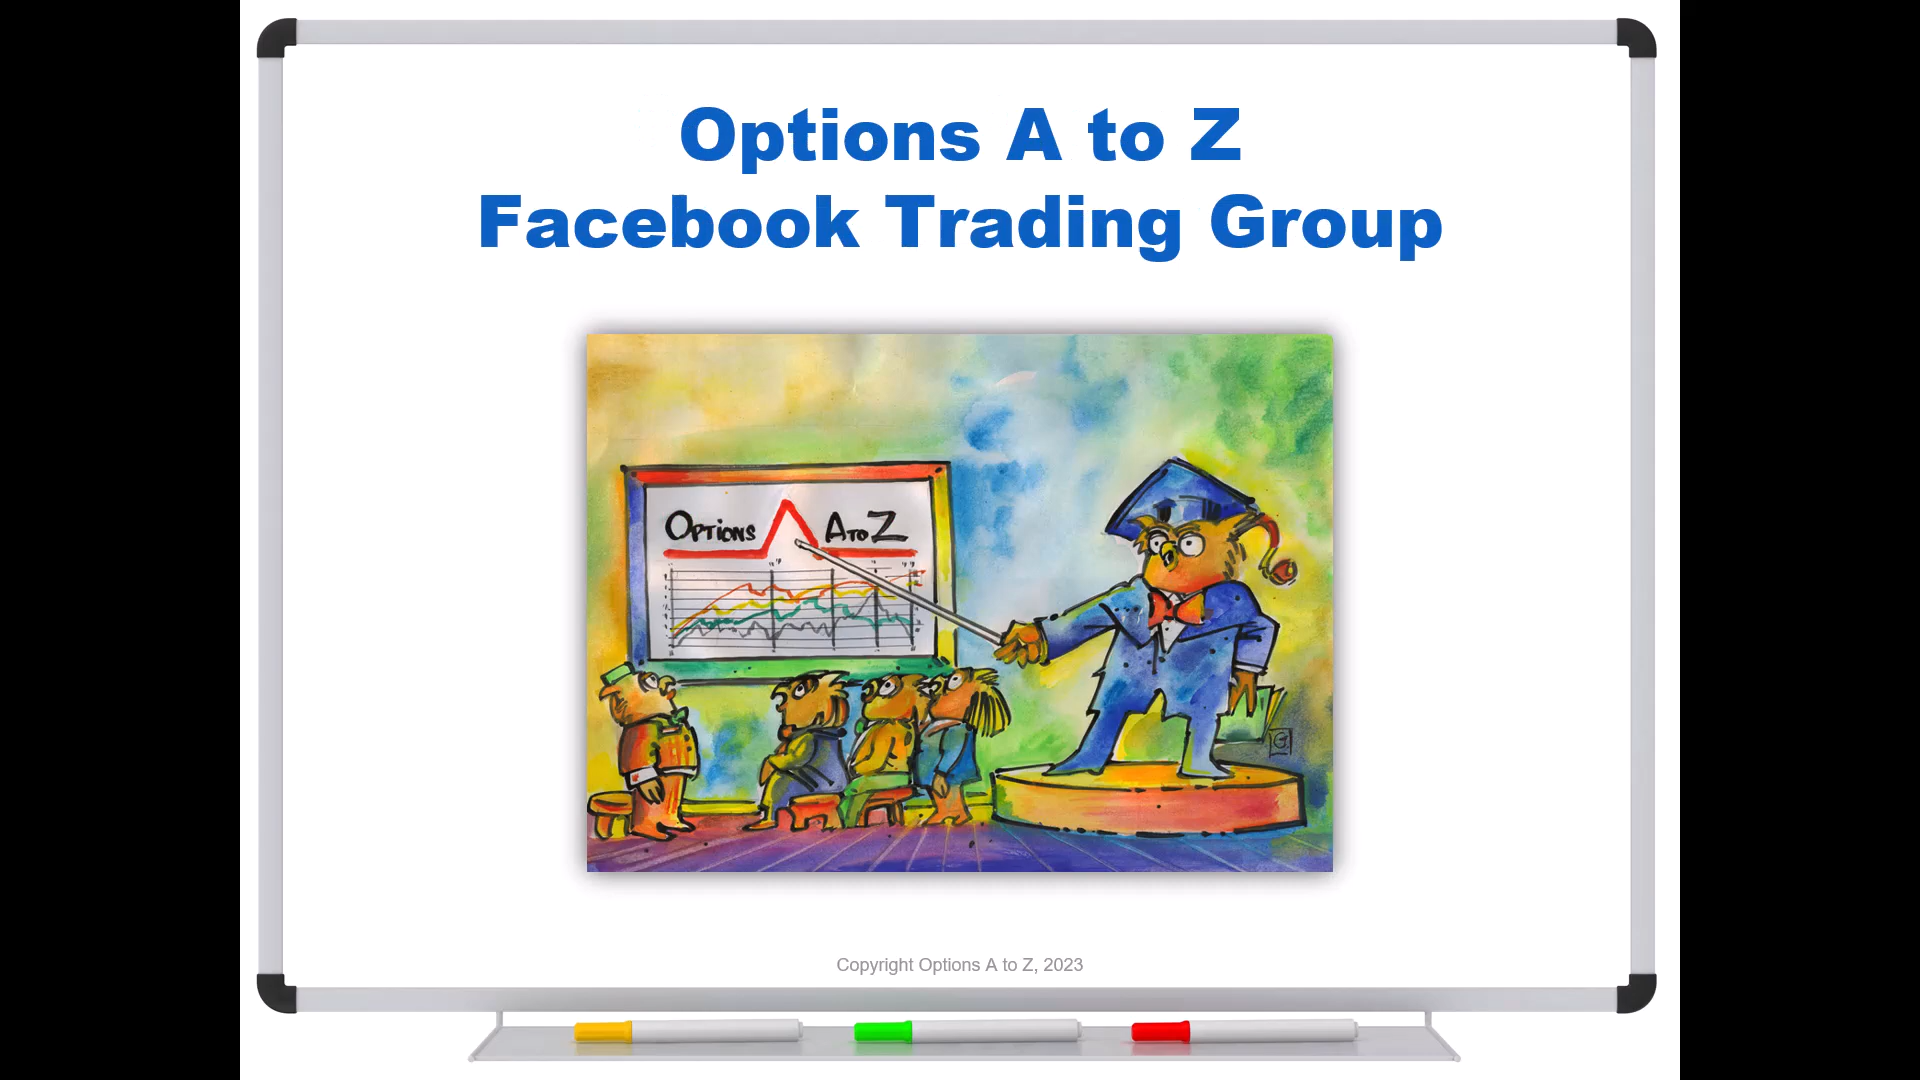 Options A to Z
Facebook Trading Group
OPTIONS A TO Z
Copyright Options A to Z, 2023